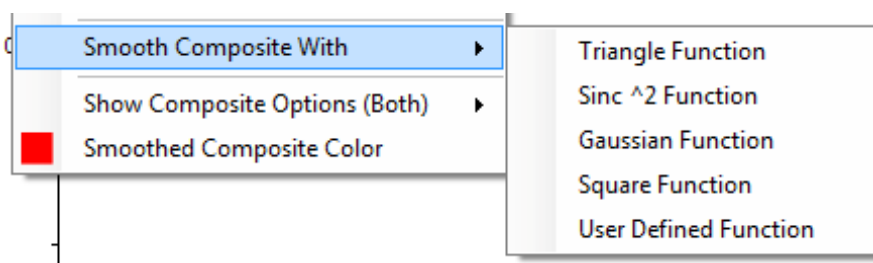 Smooth Composite With
Show Composite Options (Both)
Smoothed Composite Color
Triangle Function
Sinc ^2 Function
Gaussian Function
Square Function
User Defined Function